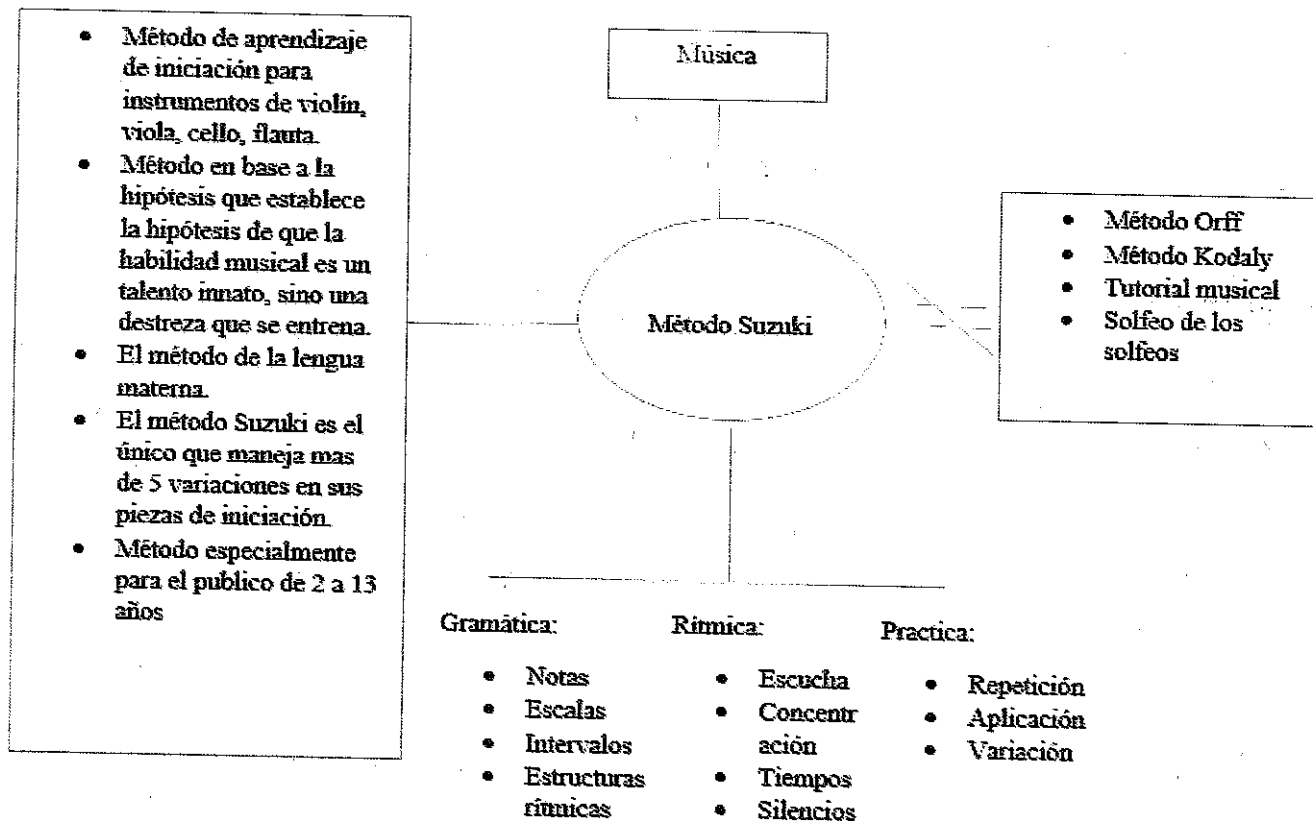 • Método de aprendizaje
de iniciación para
instrumentos de violín,
viola, cello, flauta.
• Método en base a la
hipótesis que establece
la hipótesis de que la
habilidad musical es un
talento innato, sino una
destreza que se entrena.
• El método de la lengua
materna.
• El método Suzuki es el
único que maneja mas
de 5 variaciones en sus
piezas de iniciación.
• Método especialmente
para el publico de 2 a 13
años
Música
Método Suzuki
• Método Orff
• Método Kodaly
• Tutorial musical
• Solfeo de los
solfeos
Gramática:
• Notas
• Escalas
• Intervalos
• Estructuras
rítmicas
Rítmica:
• Escucha
• Concentr
ación
• Tiempos
• Silencios
Practica:
• Repetición
• Aplicación
• Variación